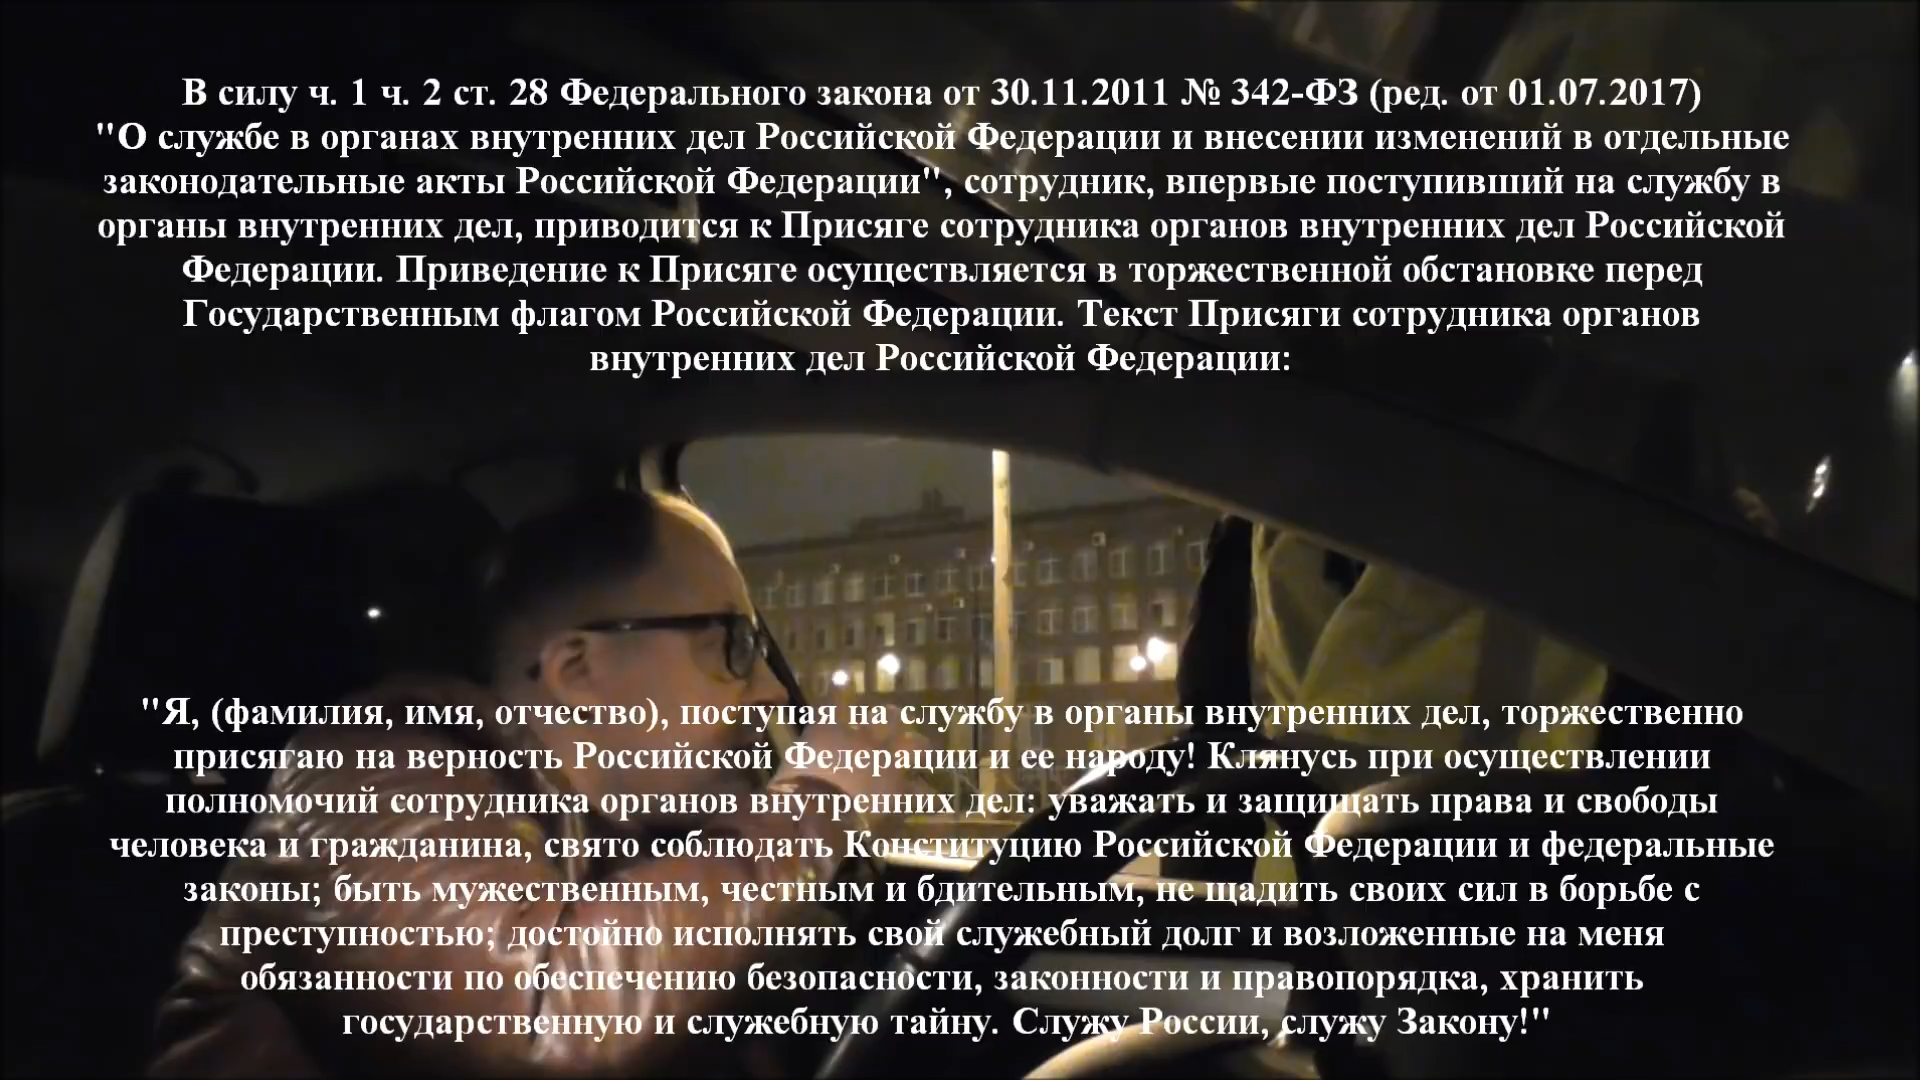 В силу ч. 1 ч. 2 ст. 28 Федерального закона от 30.11.2011 № 342-ФЗ (ред. от 01.07.2017)
"О службе в органах внутренних дел Российской Федерации и внесении изменений в отдельные
законодательные акты Российской Федерации", сотрудник, впервые поступивший на службу в
органы внутренних дел, приводится к Присяге сотрудника органов внутренних дел Российской
Федерации. Приведение к Присяге осуществляется в торжественной обстановке перед
Государственным флагом Российской Федерации. Текст Присяги сотрудника органов
внутренних дел Российской Федерации:
"Я, (фамилия, имя, отчество), поступая на службу в органы внутренних дел, торжественно
присягаю на верность Российской Федерации и ее народу! Клянусь при осуществлении
полномочий сотрудника органов внутренних дел: уважать и защищать права и свободы
человека и гражданина, свято соблюдать Конституцию Российской Федерации и федеральные
законы; быть мужественным, честным и бдительным, не щадить своих сил в борьбе с
преступностью; достойно исполнять свой служебный долг и возложенные на меня
обязанности по обеспечению безопасности, законности и правопорядка, хранить
государственную и служебную тайну. Служу России, служу Закону!"